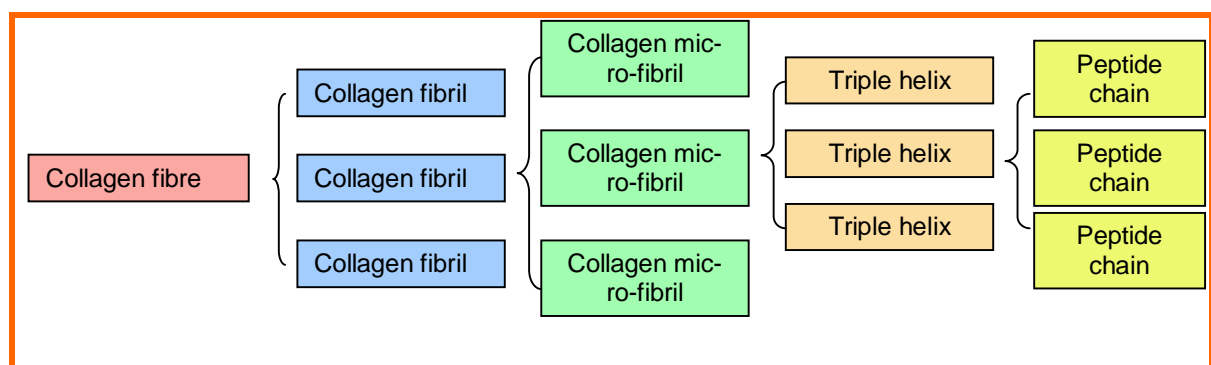 Collagen fibre
Collagen fibril
Collagen fibril
Collagen fibril
Collagen mic-
ro-fibril
Collagen mic-
ro-fibril
Collagen mic-
ro-fibril
Triple helix
Triple helix
Triple helix
Peptide
chain
Peptide
chain
Peptide
chain